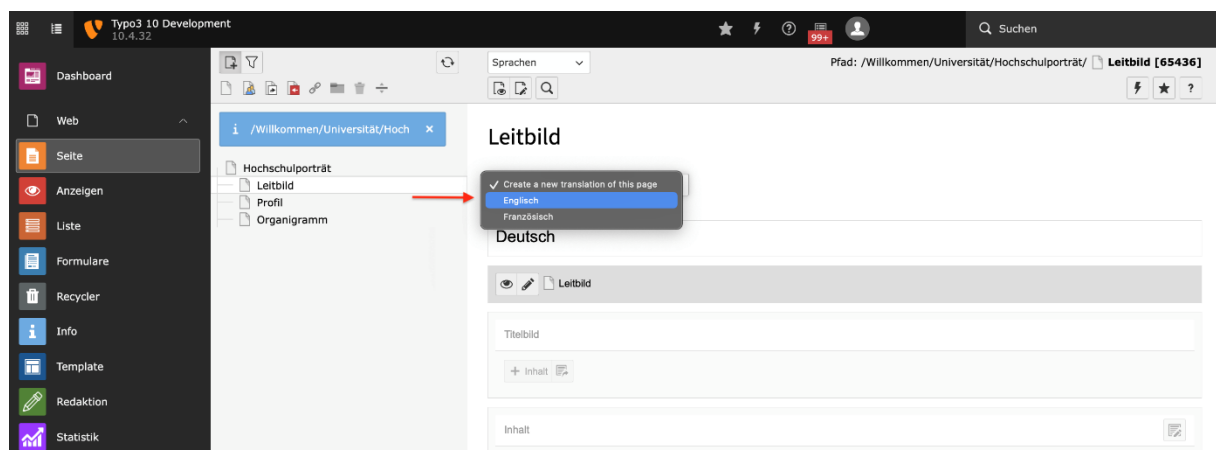 Typo3 10 Development
10.4.32
99+
Suchen
Dashboard
Web
Seite
Anzeigen
Liste
Formulare
Recycler
Info
Template
Redaktion
Statistik
i /Willkommen/Universität/Hoch ×
Hochschulporträt
Leitbild
Profil
Organigramm
Sprachen
Pfad: /Willkommen/Universität/Hochschulporträt/ Leitbild [65436]
?
Leitbild
✓ Create a new translation of this page
Englisch
Französisch
Deutsch
Leitbild
Titelbild
+ Inhalt
Inhalt